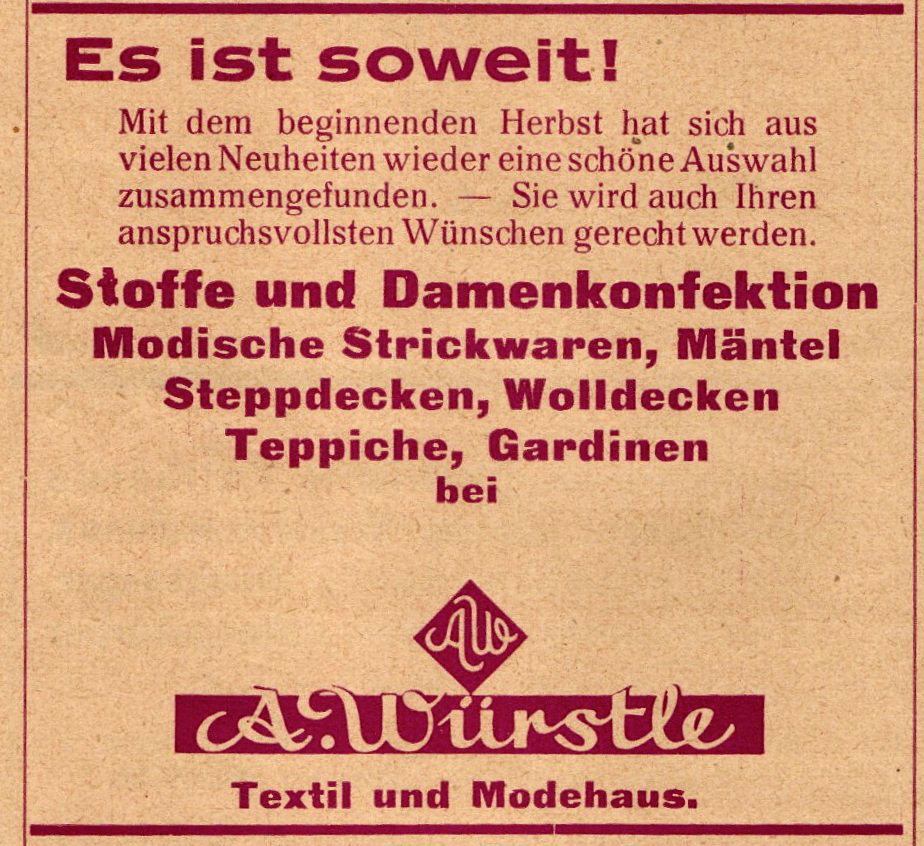 Es ist soweit!
Mit dem beginnenden Herbst hat sich aus
vielen Neuheiten wieder eine schöne Auswahl
zusammengefunden. — Sie wird auch Ihren
anspruchsvollsten Wünschen gerecht werden.
Stoffe und Damenkonfektion
Modische Strickwaren, Mäntel
Steppdecken, Wolldecken
Teppiche, Gardinen
bei
AW
A. Würstle
Textil und Modehaus.